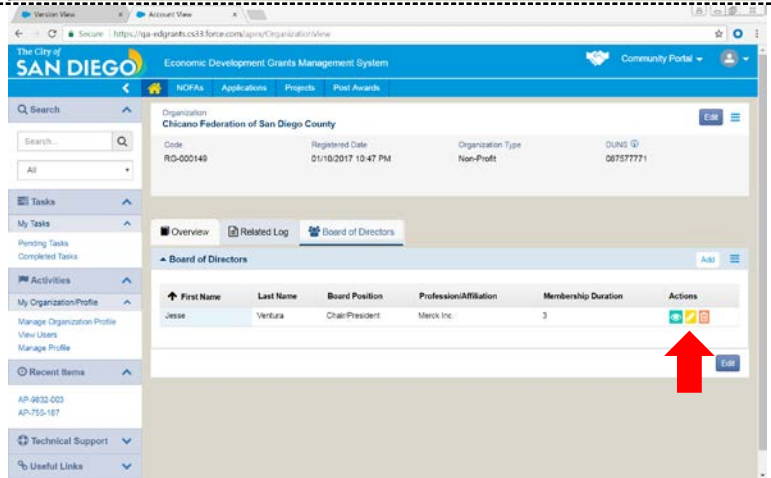 Version View x Account View x
Secure https://qa-edgrants.cs33.force.com/apex/OrganizationView
The City of
SAN DIEGO
Economic Development Grants Management System
Community Portal
NOFAs Applications Projects Post Awards
Search
Search...
All
Tasks
My Tasks
Pending Tasks
Completed Tasks
Activities
My Organization/Profile
Manage Organization Profile
View Users
Manage Profile
Recent Items
AP-9832-003
AP-755-187
Technical Support
Useful Links
Organization
Chicano Federation of San Diego County
Edit
Code Registered Date Organization Type DUNS
RG-000149 01/10/2017 10:47 PM Non-Profit 087577771
Overview Related Log Board of Directors
Board of Directors Add
First Name Last Name Board Position Profession/Affiliation Membership Duration Actions
Jesse Ventura Chair/President Merck Inc. 3
Edit